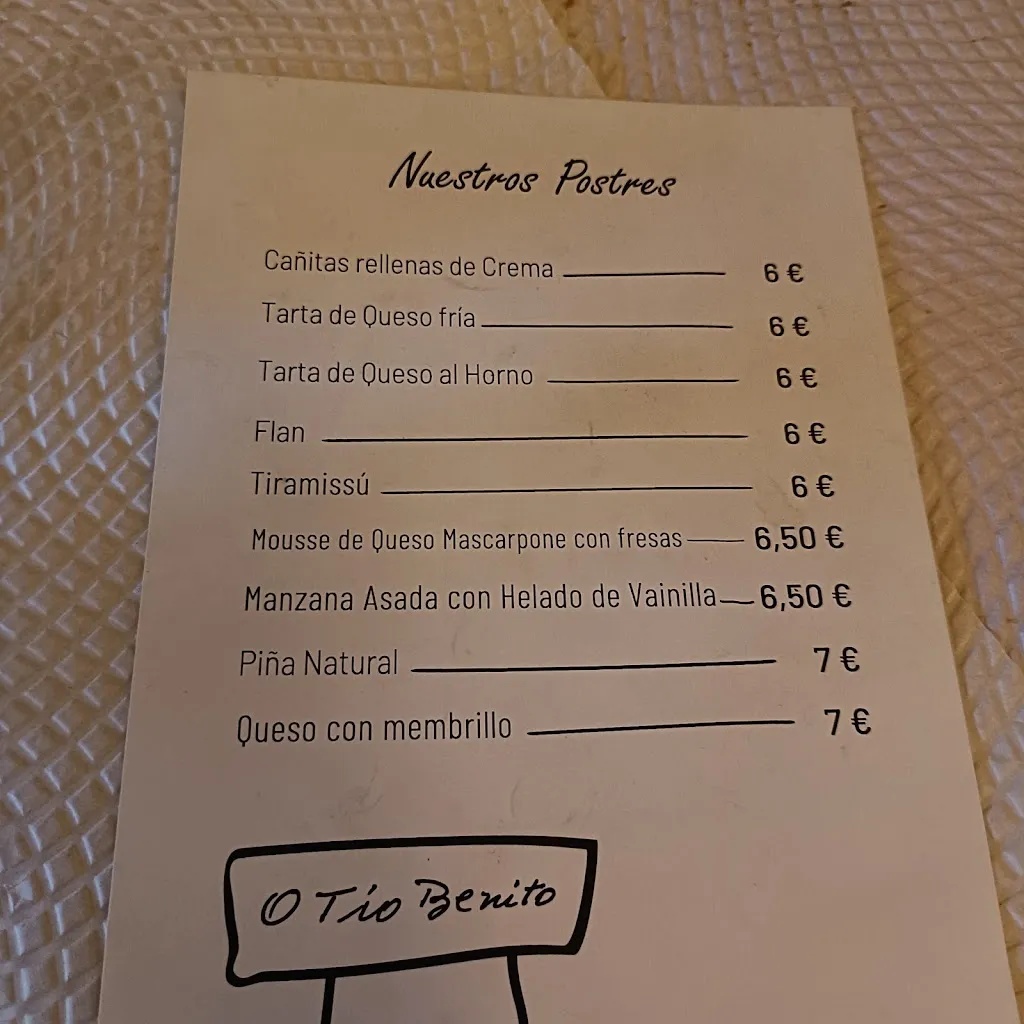 Nuestros Postres
Cañitas rellenas de Crema 6 €
Tarta de Queso fría 6 €
Tarta de Queso al Horno 6 €
Flan 6 €
Tiramissú 6 €
Mousse de Queso Mascarpone con fresas 6,50 €
Manzana Asada con Helado de Vainilla 6,50 €
Piña Natural 7 €
Queso con membrillo 7 €
O Tío Benito